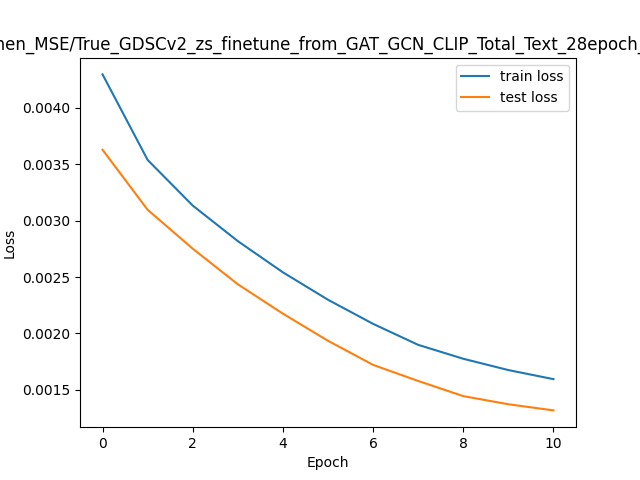 nen_MSE/True_GDSCv2_zs_finetune_from_GAT_GCN_CLIP_Total_Text_28epoch_
train loss
test loss
0.0040
0.0035
0.0030
0.0025
0.0020
0.0015
Loss
0 2 4 6 8 10
Epoch